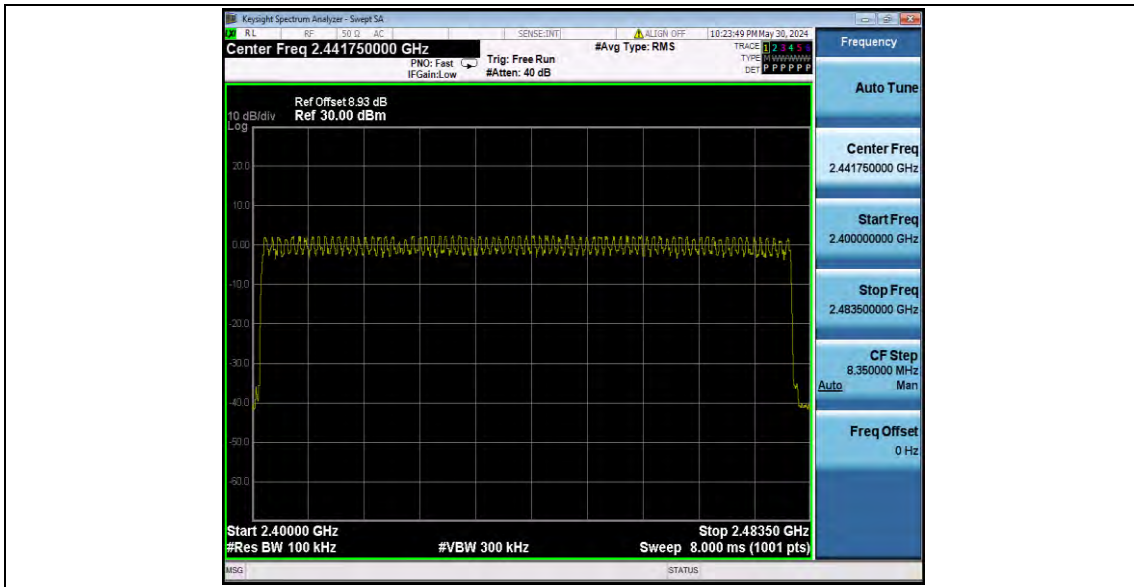 Keysight Spectrum Analyzer - Swept SA
RL RF 50 Ω AC SENSE:INT ALIGN OFF 10:23:49 PM May 30, 2024
Center Freq 2.441750000 GHz
#Avg Type: RMS
TRACE 1 2 3 4 5 6
PNO: Fast Trig: Free Run
TYPE M WWWWW
IFGain:Low #Atten: 40 dB
DET P P P P P P
Ref Offset 8.93 dB
10 dB/div Ref 30.00 dBm
Log
20.0
10.0
0.00
-10.0
-20.0
-30.0
-40.0
-50.0
-60.0
Start 2.40000 GHz Stop 2.48350 GHz
#Res BW 100 kHz #VBW 300 kHz Sweep 8.000 ms (1001 pts)
MSG STATUS
Frequency
Auto Tune
Center Freq
2.441750000 GHz
Start Freq
2.400000000 GHz
Stop Freq
2.483500000 GHz
CF Step
8.350000 MHz
Auto Man
Freq Offset
0 Hz